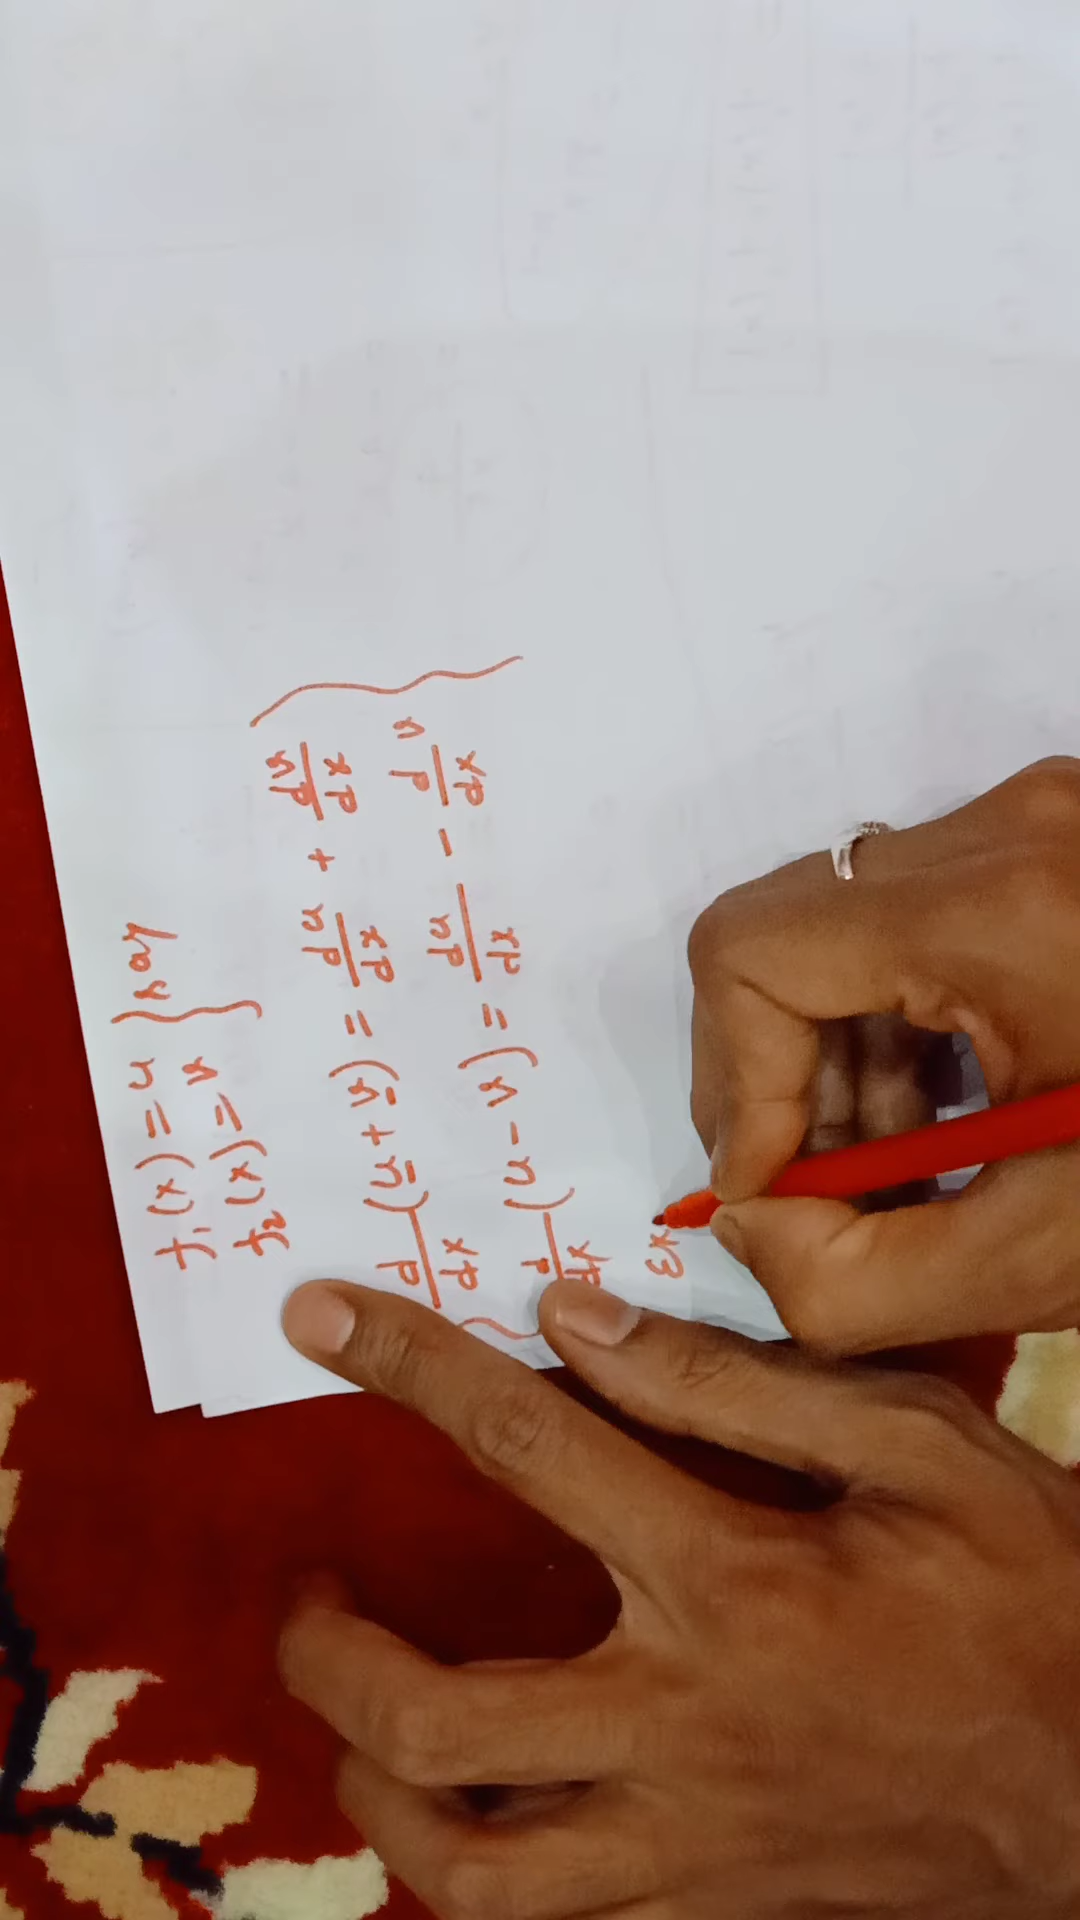 f₁(x) = u } say
f₂(x) = v
d/dx (u + v) = du/dx + dv/dx
d/dx (u - v) = du/dx - dv/dx
Ex